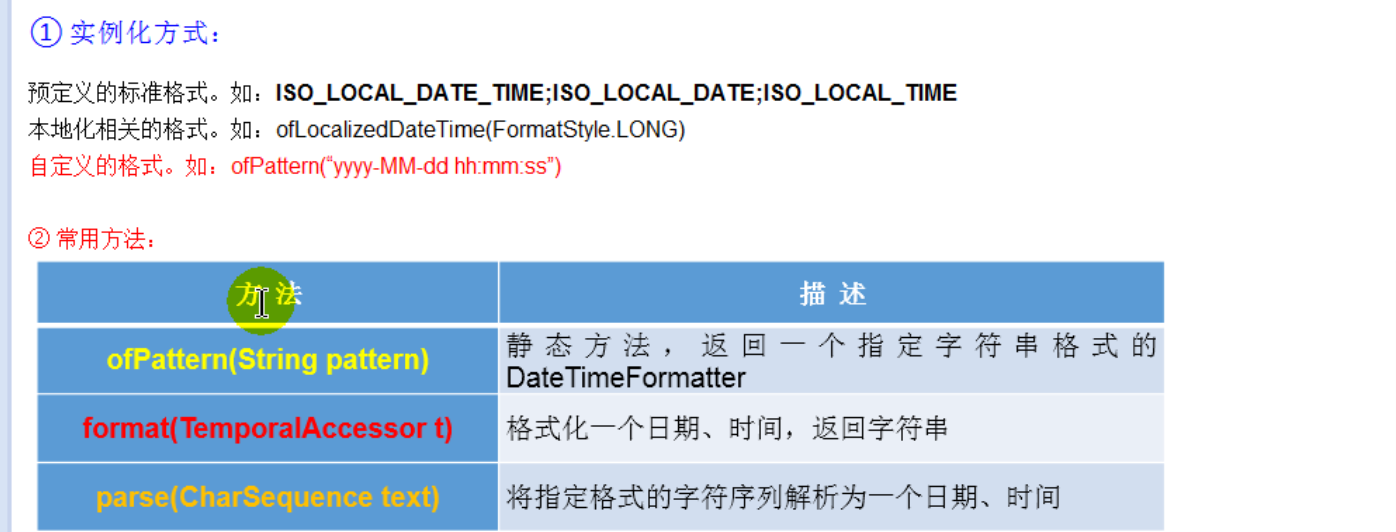 ① 实例化方式：
预定义的标准格式。如：ISO_LOCAL_DATE_TIME;ISO_LOCAL_DATE;ISO_LOCAL_TIME
本地化相关的格式。如：ofLocalizedDateTime(FormatStyle.LONG)
自定义的格式。如：ofPattern(“yyyy-MM-dd hh:mm:ss”)
② 常用方法：
方 法 描 述
ofPattern(String pattern) 静态方法，返回一个指定字符串格式的
DateTimeFormatter
format(TemporalAccessor t) 格式化一个日期、时间，返回字符串
parse(CharSequence text) 将指定格式的字符序列解析为一个日期、时间